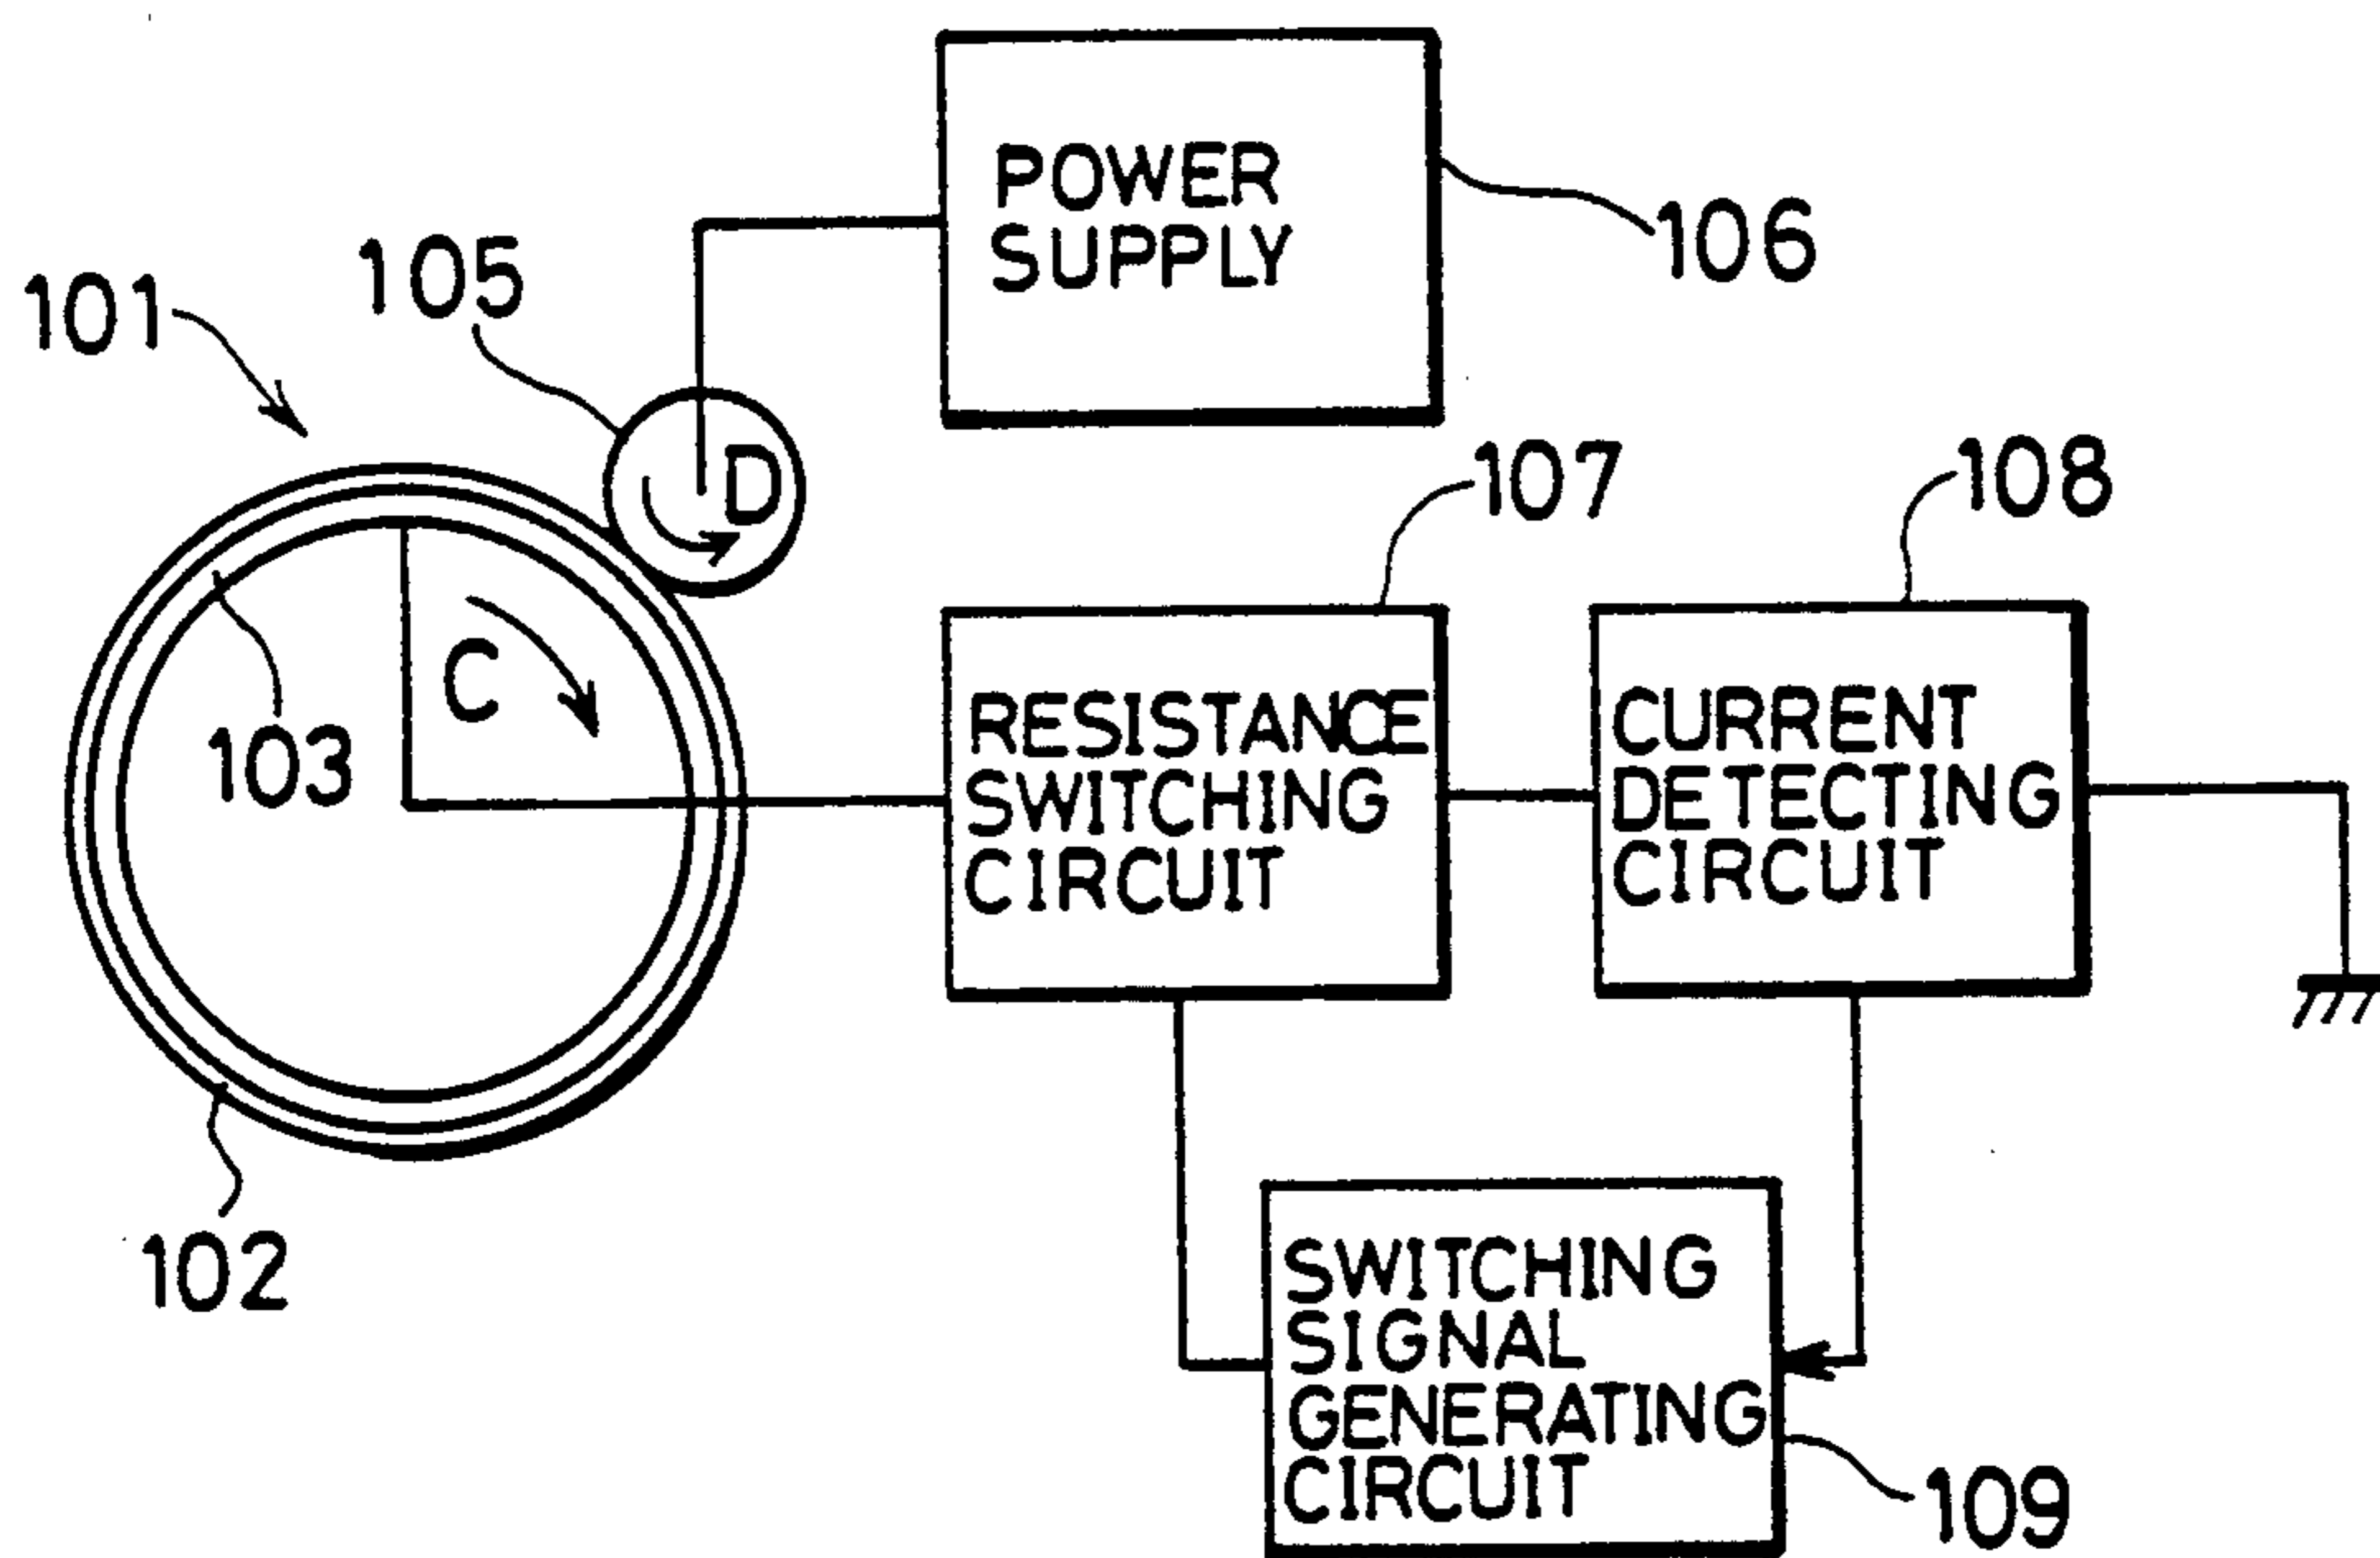 POWER
SUPPLY
106
105
101
D
107
108
C
103
RESISTANCE
SWITCHING
CIRCUIT
CURRENT
DETECTING
CIRCUIT
102
SWITCHING
SIGNAL
GENERATING
CIRCUIT
109